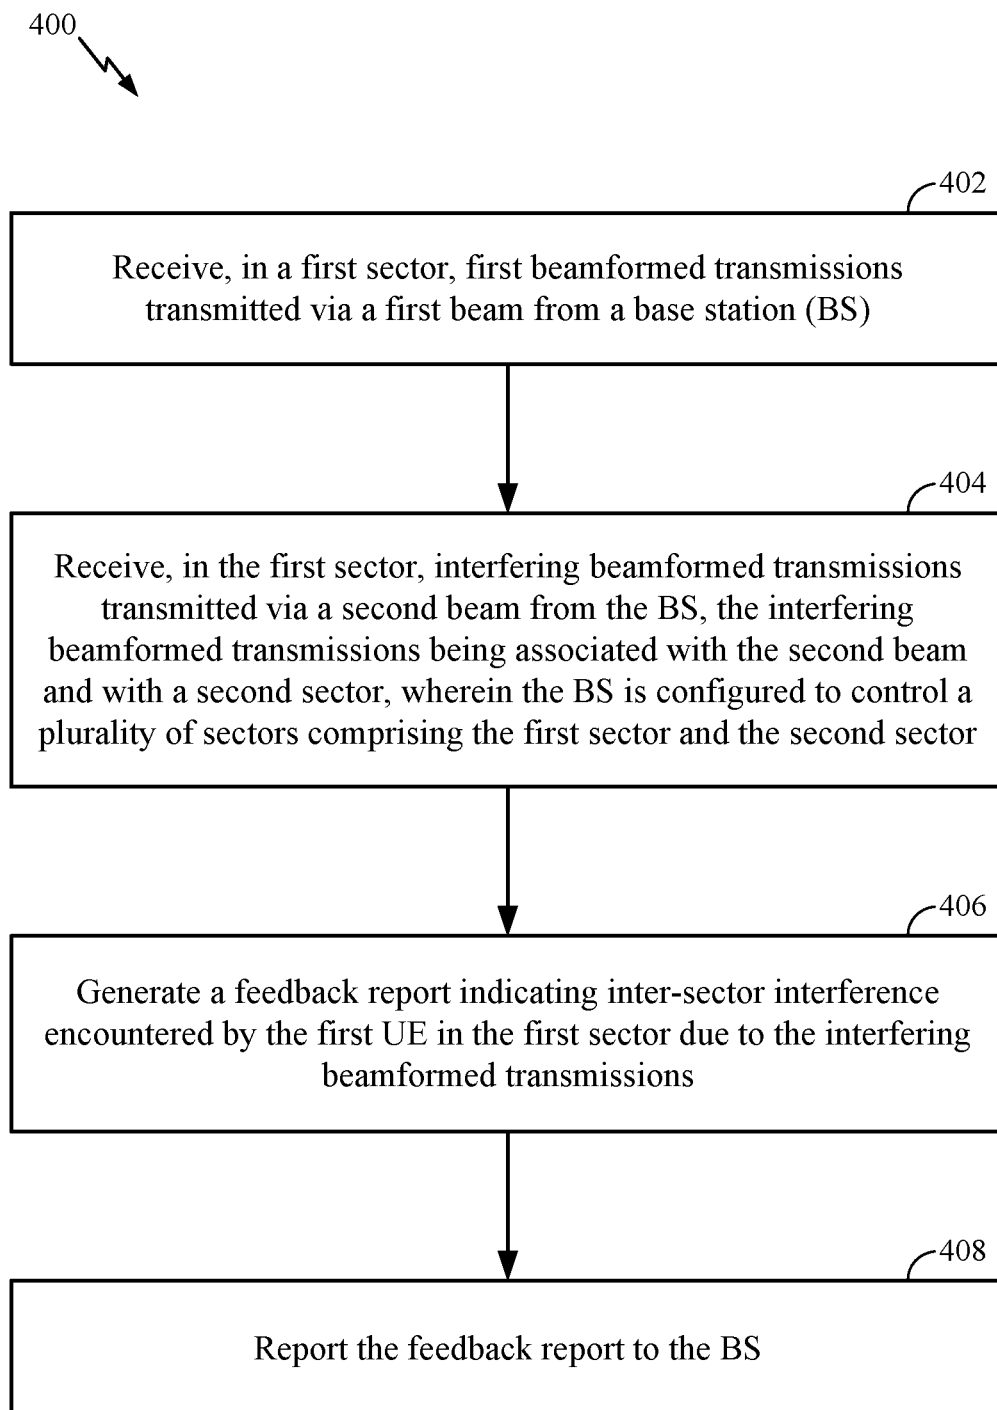 400
402
Receive, in a first sector, first beamformed transmissions
transmitted via a first beam from a base station (BS)
404
Receive, in the first sector, interfering beamformed transmissions
transmitted via a second beam from the BS, the interfering
beamformed transmissions being associated with the second beam
and with a second sector, wherein the BS is configured to control a
plurality of sectors comprising the first sector and the second sector
406
Generate a feedback report indicating inter-sector interference
encountered by the first UE in the first sector due to the interfering
beamformed transmissions
408
Report the feedback report to the BS